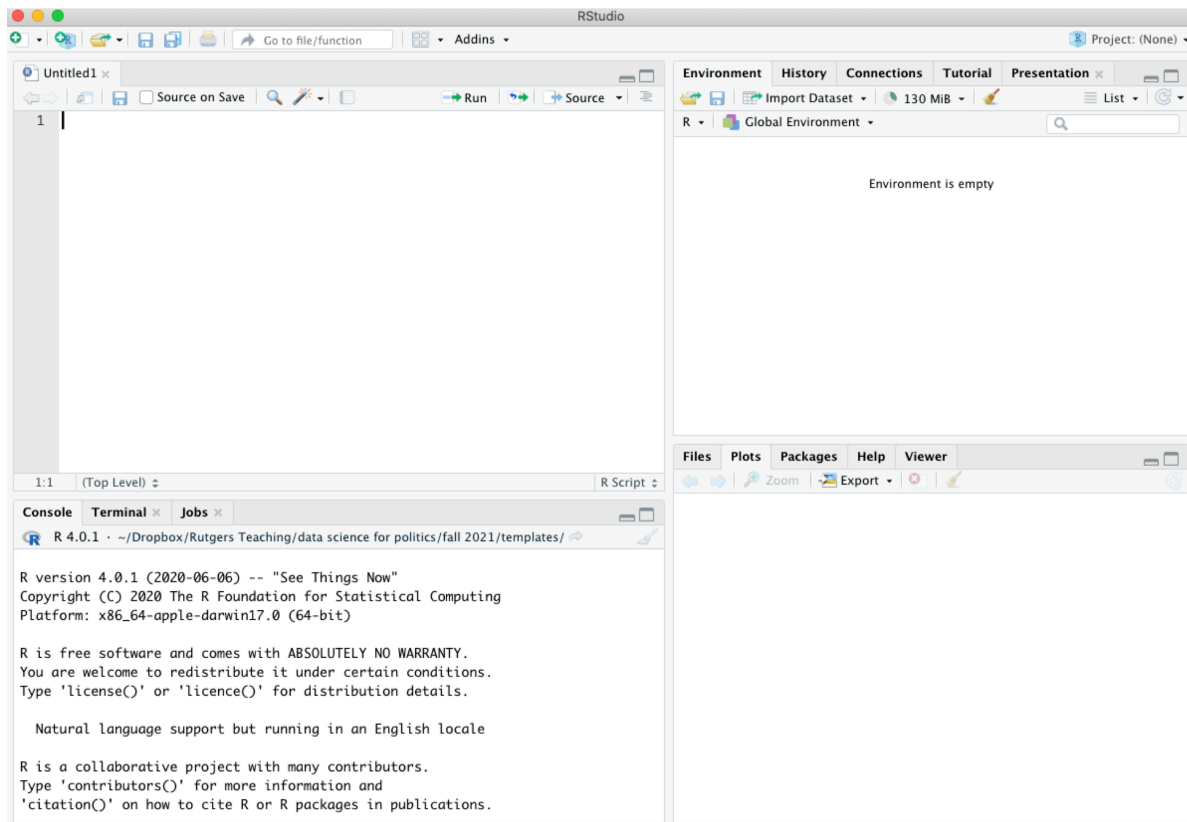 RStudio
Go to file/function Addins Project: (None)
Untitled1
Source on Save Run Source
1
1:1 (Top Level) R Script
Console Terminal Jobs
R 4.0.1 · ~/Dropbox/Rutgers Teaching/data science for politics/fall 2021/templates/
R version 4.0.1 (2020-06-06) -- "See Things Now"
Copyright (C) 2020 The R Foundation for Statistical Computing
Platform: x86_64-apple-darwin17.0 (64-bit)
R is free software and comes with ABSOLUTELY NO WARRANTY.
You are welcome to redistribute it under certain conditions.
Type 'license()' or 'licence()' for distribution details.
Natural language support but running in an English locale
R is a collaborative project with many contributors.
Type 'contributors()' for more information and
'citation()' on how to cite R or R packages in publications.
Environment History Connections Tutorial Presentation
Import Dataset 130 MiB List
R Global Environment
Environment is empty
Files Plots Packages Help Viewer
Zoom Export